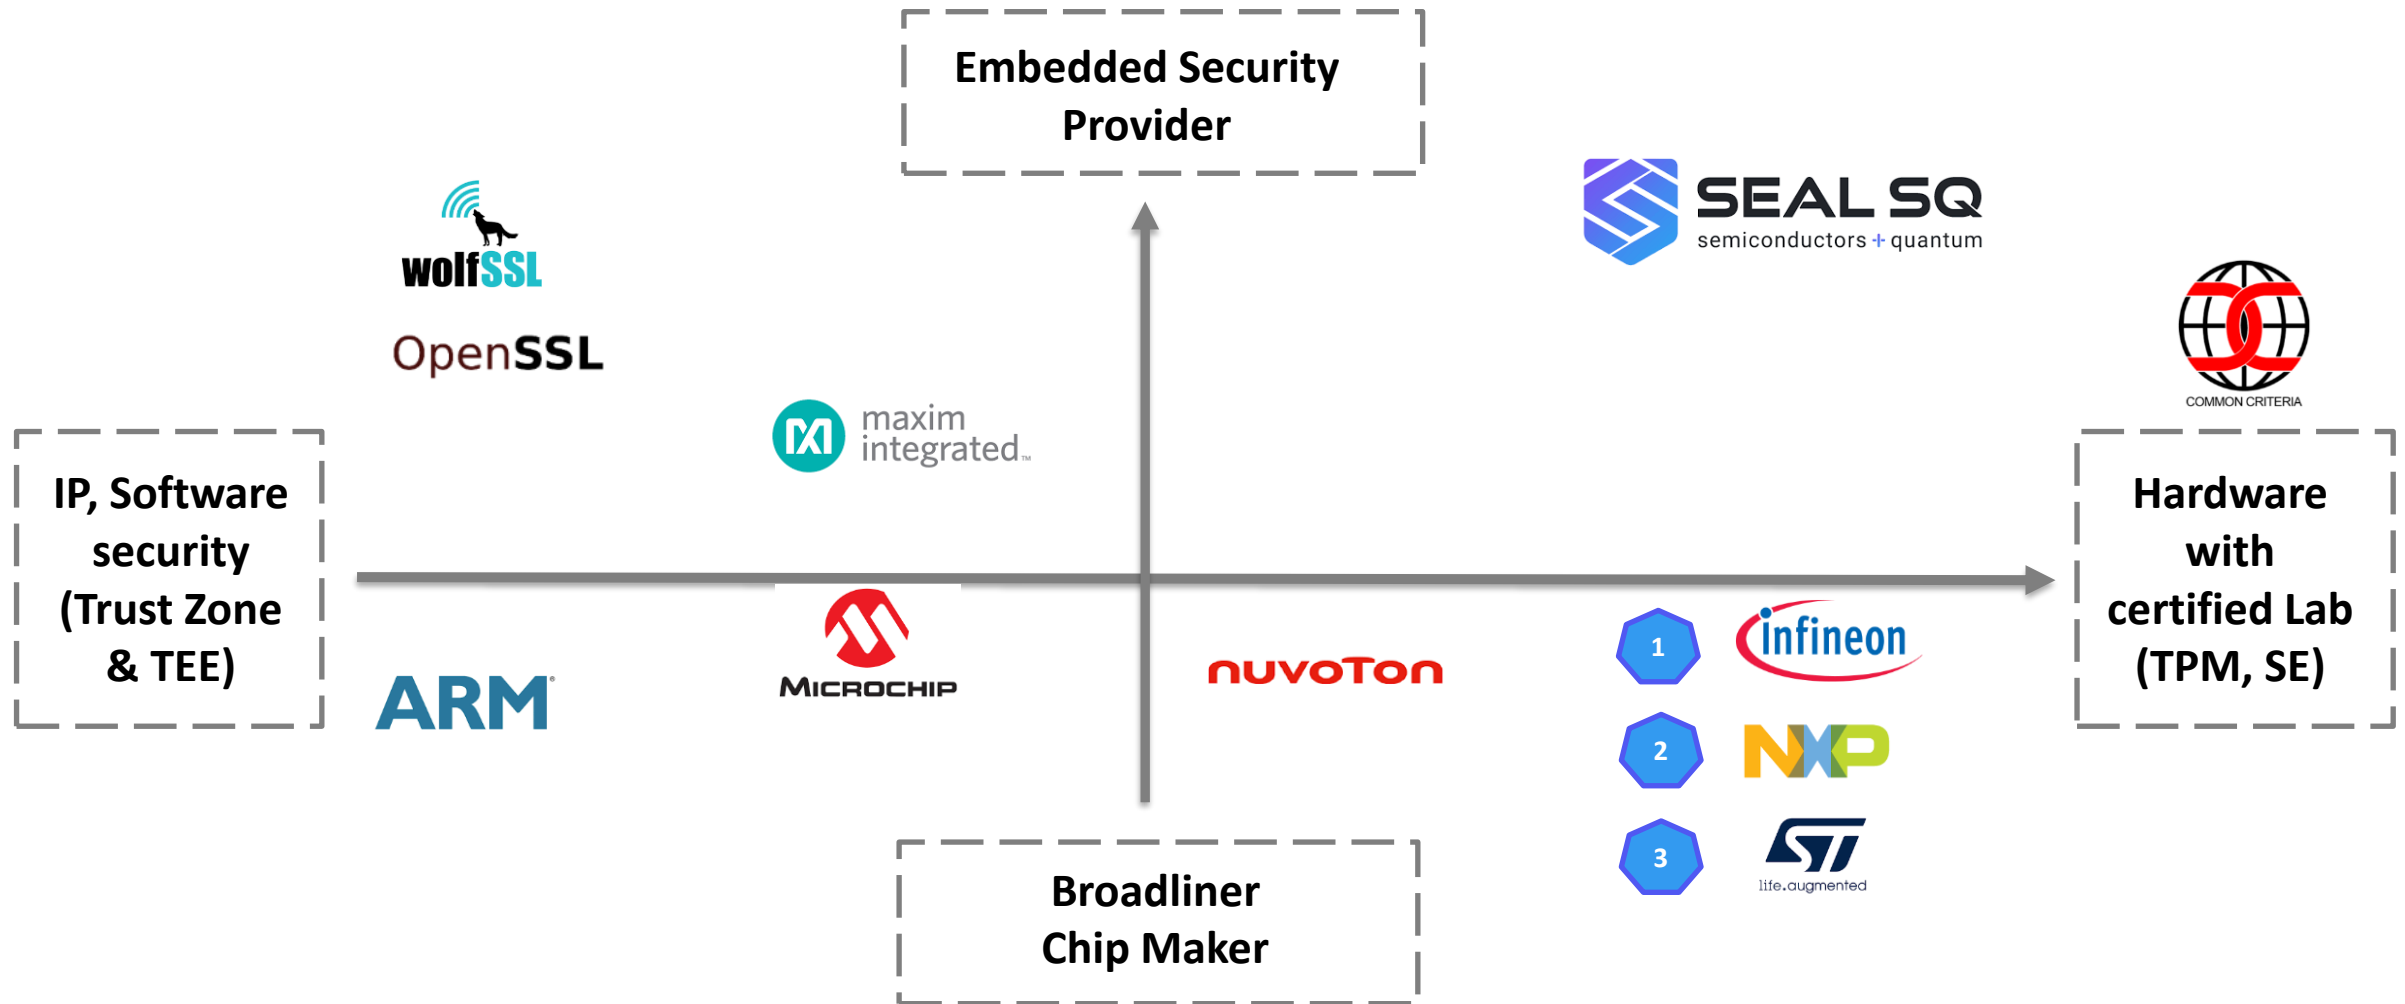 Embedded Security
Provider
wolfSSL
OpenSSL
SEAL SQ
semiconductors + quantum
COMMON CRITERIA
maxim
integrated™
IP, Software
security
(Trust Zone
& TEE)
Hardware
with
certified Lab
(TPM, SE)
ARM®
MICROCHIP
nuvoTon
1
infineon
2
NXP
3
ST
life.augmented
Broadliner
Chip Maker